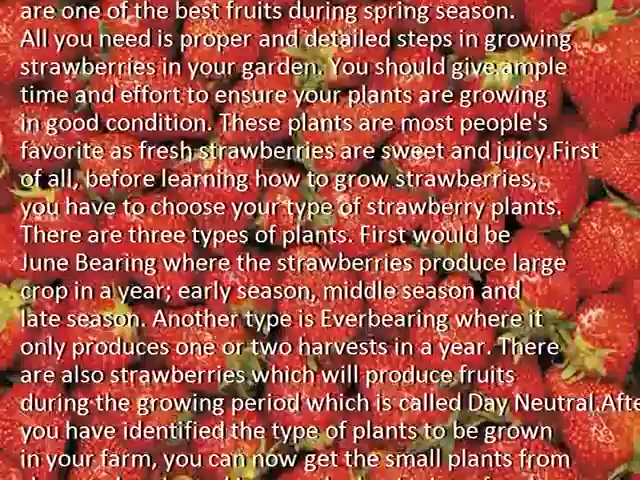 are one of the best fruits during spring season.
All you need is proper and detailed steps in growing
strawberries in your garden. You should give ample
time and effort to ensure your plants are growing
in good condition. These plants are most people's
favorite as fresh strawberries are sweet and juicy.First
of all, before learning how to grow strawberries,
you have to choose your type of strawberry plants.
There are three types of plants. First would be
June Bearing where the strawberries produce large
crop in a year; early season, middle season and
late season. Another type is Everbearing where it
only produces one or two harvests in a year. There
are also strawberries which will produce fruits
during the growing period which is called Day Neutral.Afte
you have identified the type of plants to be grown
in your farm, you can now get the small plants from